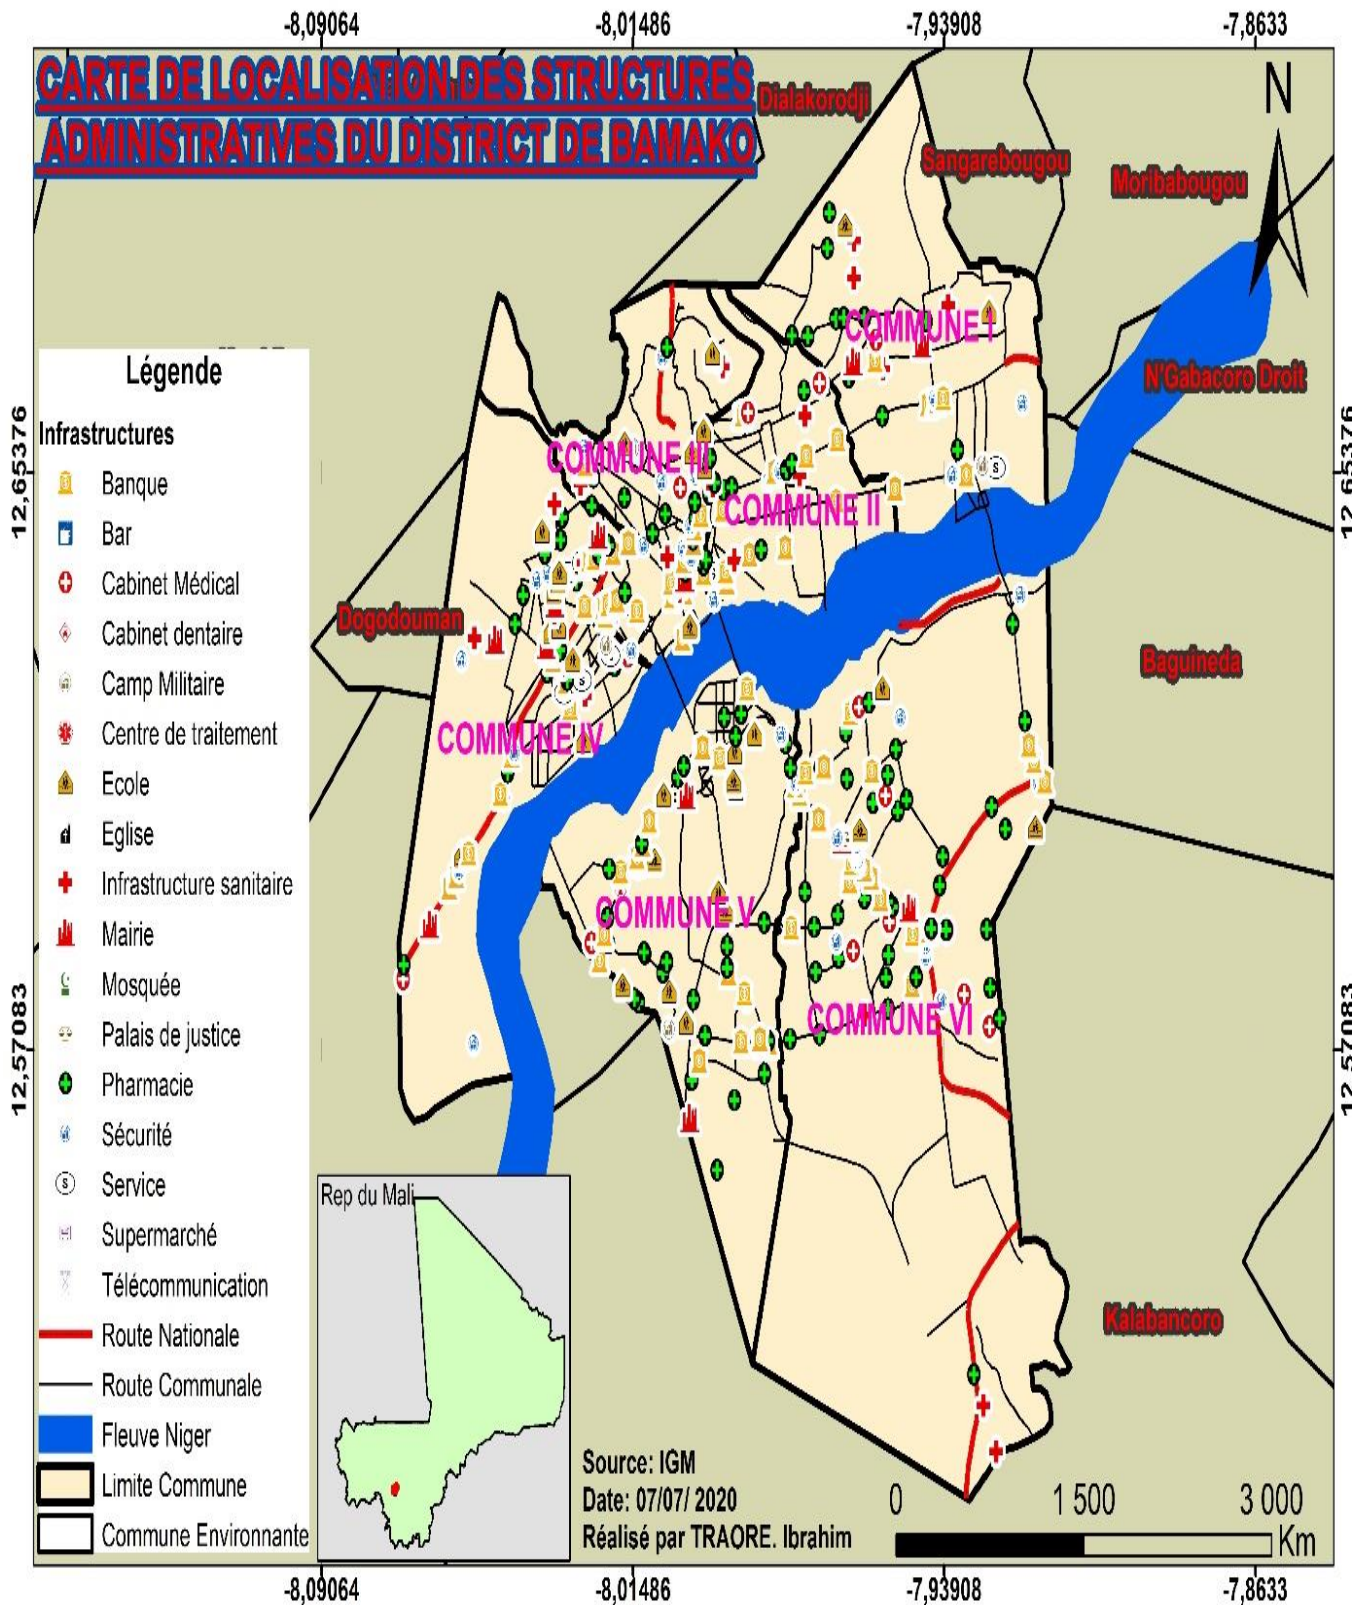 -8,09064 -8,01486 -7,93908 -7,8633
CARTE DE LOCALISATION DES STRUCTURES
ADMINISTRATIVES DU DISTRICT DE BAMAKO
N
Dialakorodji
Sangarebougou
Moribabougou
COMMUNE I
N'Gabacoro Droit
12,65376
12,65376
COMMUNE III
COMMUNE II
Dogodouman
Baguineda
COMMUNE IV
COMMUNE V
COMMUNE VI
12,57083
12,57083
Kalabancoro
Légende
Infrastructures
Banque
Bar
Cabinet Médical
Cabinet dentaire
Camp Militaire
Centre de traitement
Ecole
Eglise
Infrastructure sanitaire
Mairie
Mosquée
Palais de justice
Pharmacie
Sécurité
S Service
Supermarché
Télécommunication
Route Nationale
Route Communale
Fleuve Niger
Limite Commune
Commune Environnante
Rep du Mali
Source: IGM
Date: 07/07/ 2020
Réalisé par TRAORE. Ibrahim
0 1 500 3 000
Km
-8,09064 -8,01486 -7,93908 -7,8633